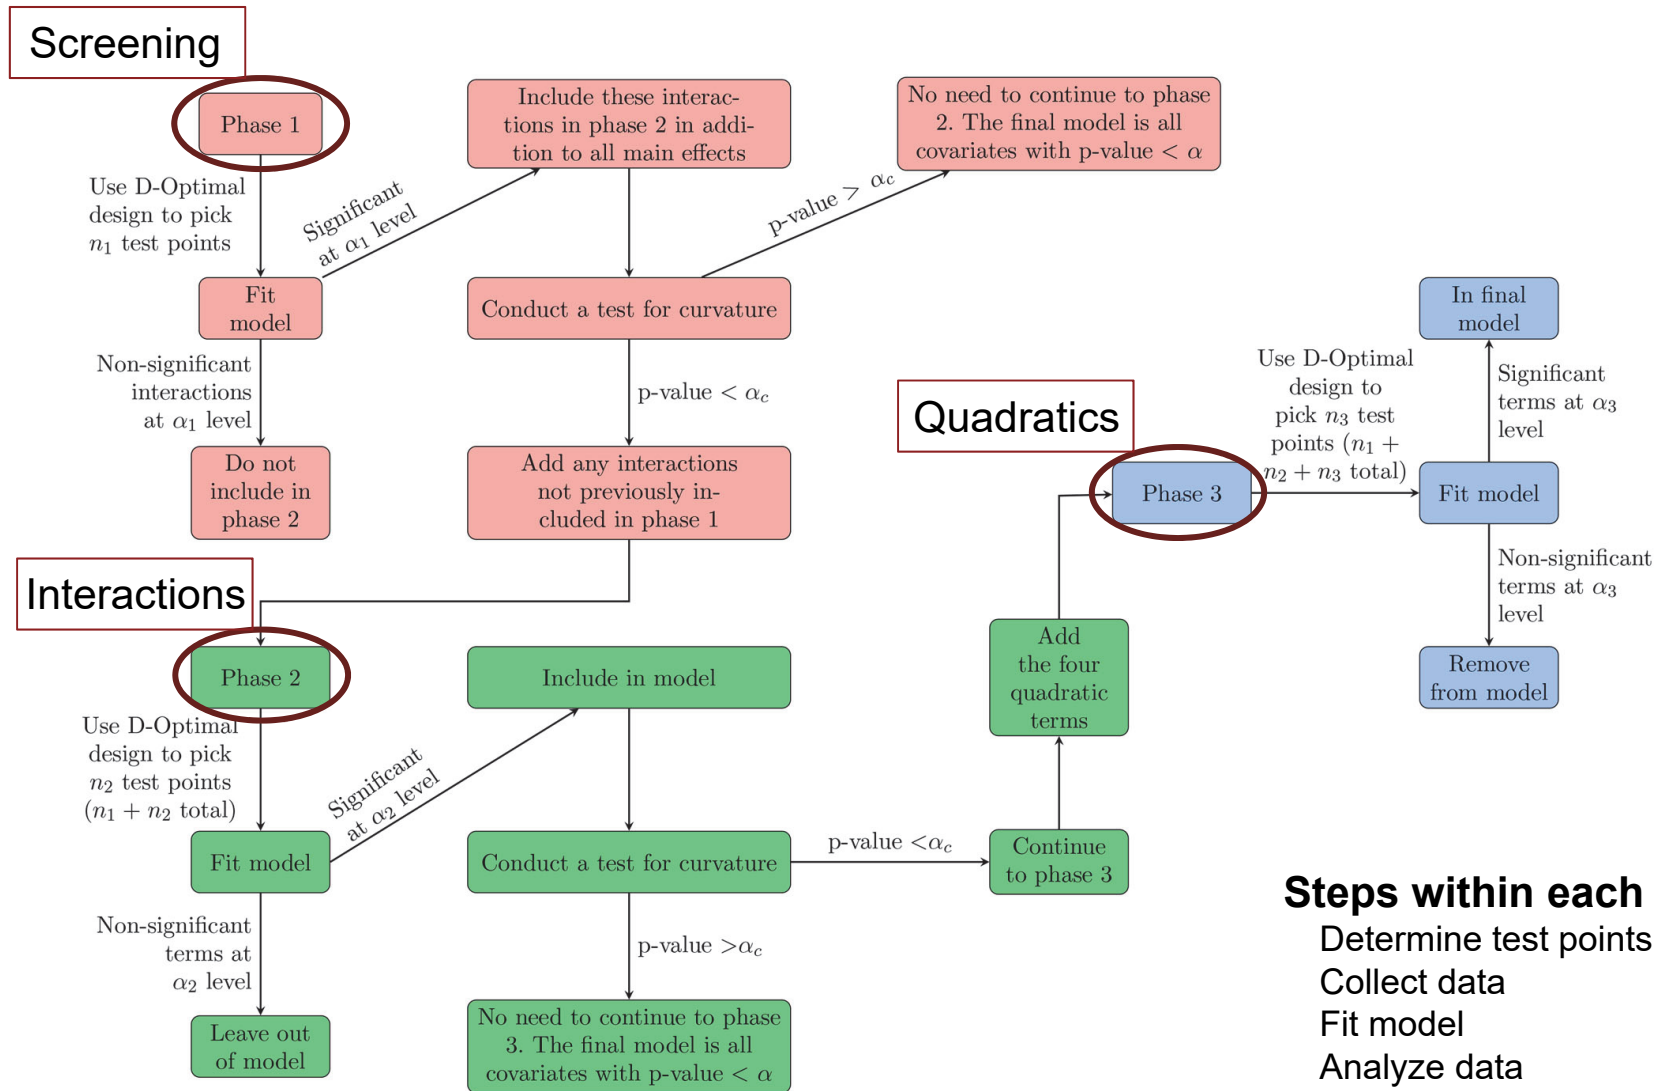 Screening
Phase 1
Use D-Optimal
design to pick
n₁ test points
Fit
model
Non-significant
interactions
at α₁ level
Do not
include in
phase 2
Significant
at α₁ level
Include these interac-
tions in phase 2 in addi-
tion to all main effects
Conduct a test for curvature
p-value > α_c
No need to continue to phase
2. The final model is all
covariates with p-value < α
p-value < α_c
Add any interactions
not previously in-
cluded in phase 1
Interactions
Phase 2
Use D-Optimal
design to pick
n₂ test points
(n₁ + n₂ total)
Fit model
Non-significant
terms at
α₂ level
Leave out
of model
Significant
at α₂ level
Include in model
Conduct a test for curvature
p-value >α_c
No need to continue to phase
3. The final model is all
covariates with p-value < α
p-value <α_c
Continue
to phase 3
Add
the four
quadratic
terms
Quadratics
Phase 3
Use D-Optimal
design to
pick n₃ test
points (n₁ +
n₂ + n₃ total)
Fit model
Significant
terms at α₃
level
In final
model
Non-significant
terms at α₃
level
Remove
from model
Steps within each
Determine test points
Collect data
Fit model
Analyze data